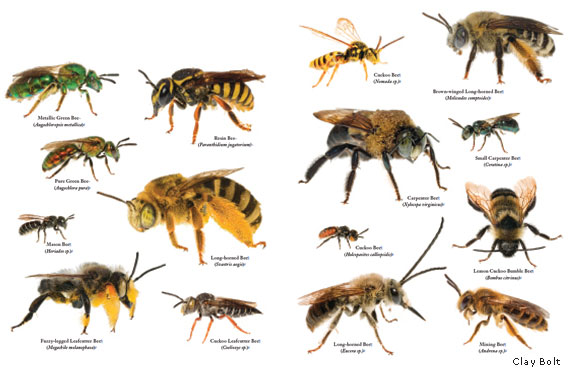 Metallic Green Bee
(Augochloropsis metallica)
Resin Bee
(Paranthidium jugatorium)
Pure Green Bee
(Augochlora pura)
Mason Bee
(Heriades sp.)
Long-horned Bee
(Svastra aegis)
Fuzzy-legged Leafcutter Bee
(Megachile melanophaea)
Cuckoo Leafcutter Bee
(Coelioxys sp.)
Cuckoo Bee
(Nomada sp.)
Brown-winged Long-horned Bee
(Melissodes comptoides)
Small Carpenter Bee
(Ceratina sp.)
Carpenter Bee
(Xylocopa virginica)
Cuckoo Bee
(Holcopasites calliopsidis)
Lemon Cuckoo Bumble Bee
(Bombus citrinus)
Long-horned Bee
(Eucera sp.)
Mining Bee
(Andrena sp.)
Clay Bolt